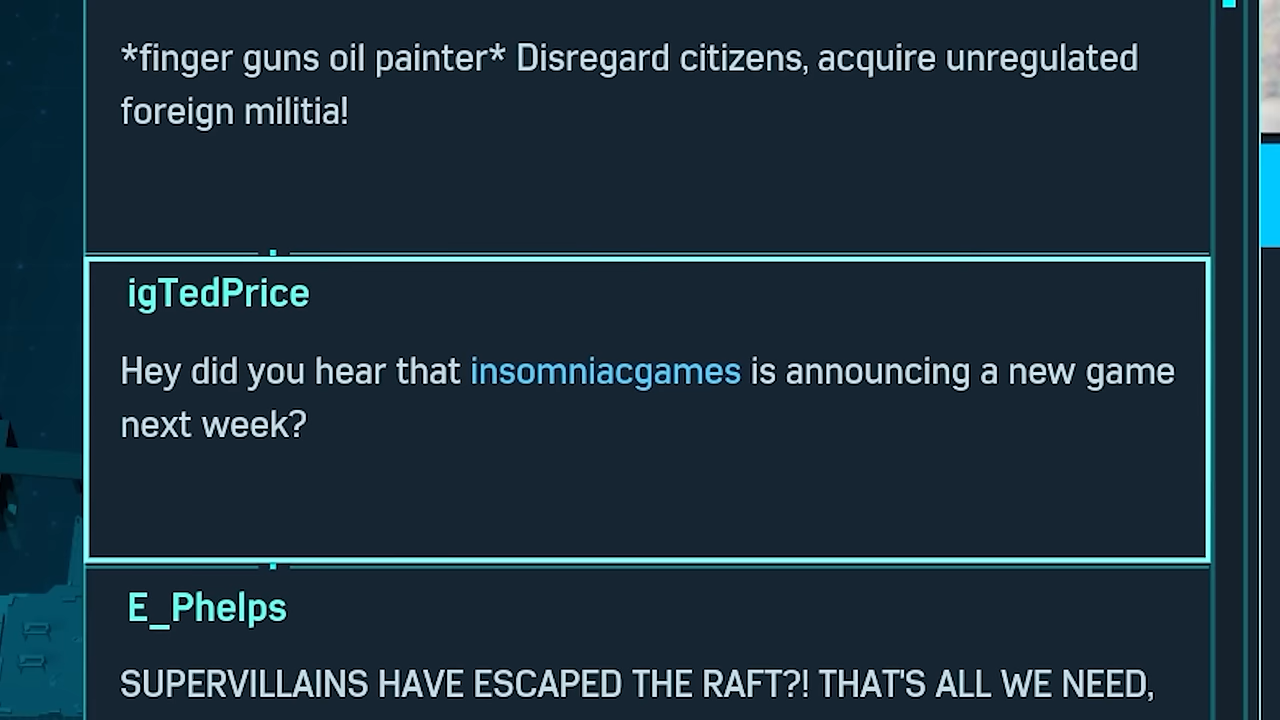 *finger guns oil painter* Disregard citizens, acquire unregulated
foreign militia!
igTedPrice
Hey did you hear that insomniacgames is announcing a new game
next week?
E_Phelps
SUPERVILLAINS HAVE ESCAPED THE RAFT?! THAT'S ALL WE NEED,